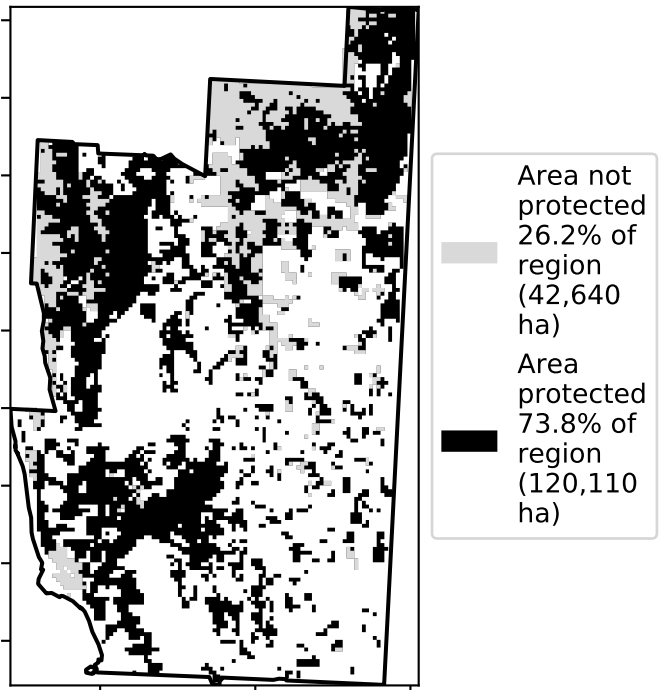 Area not
protected
26.2% of
region
(42,640
ha)
Area
protected
73.8% of
region
(120,110
ha)